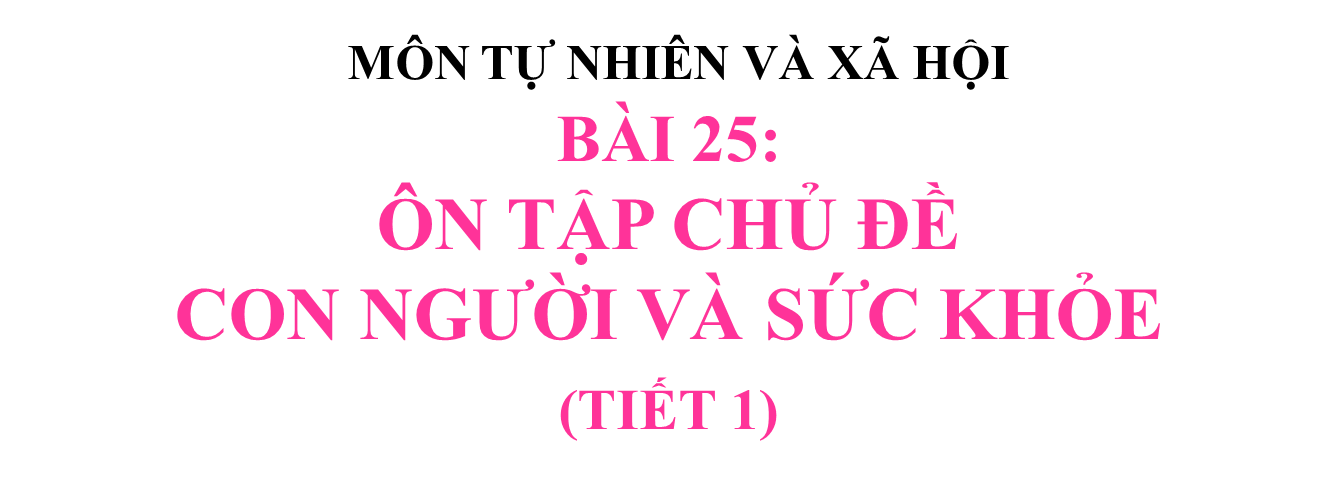 MÔN TỰ NHIÊN VÀ XÃ HỘI
BÀI 25:
ÔN TẬP CHỦ ĐỀ
CON NGƯỜI VÀ SỨC KHỎE
(TIẾT 1)